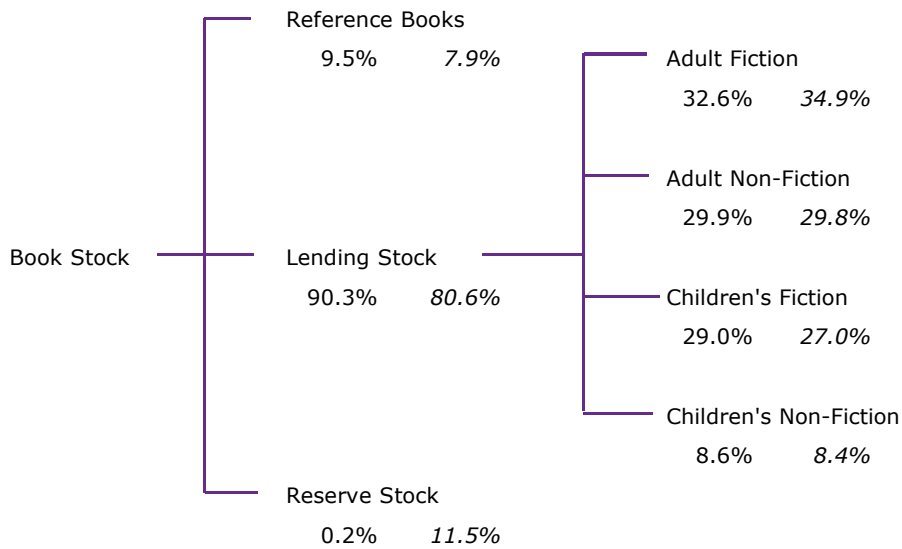 Reference Books
9.5% 7.9%
Adult Fiction
32.6% 34.9%
Adult Non-Fiction
29.9% 29.8%
Book Stock
Lending Stock
90.3% 80.6%
Children's Fiction
29.0% 27.0%
Children's Non-Fiction
8.6% 8.4%
Reserve Stock
0.2% 11.5%